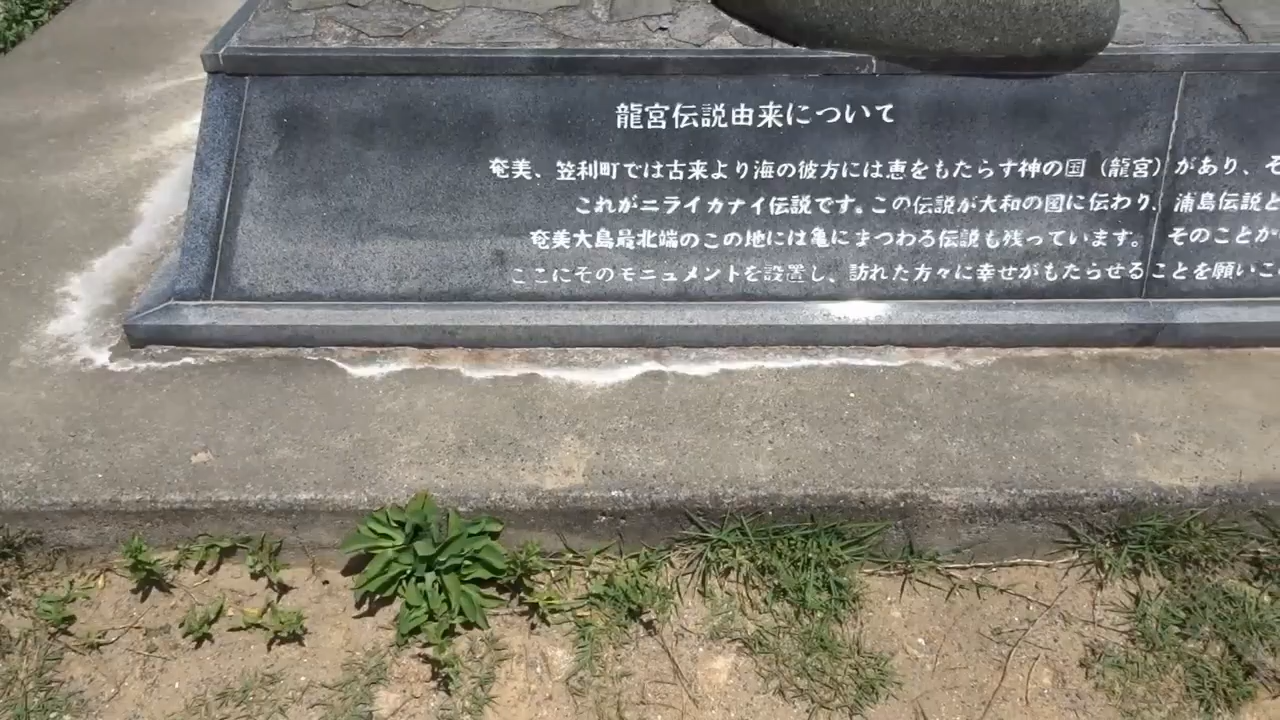 龍宮伝説由来について
奄美、笠利町では古来より海の彼方には恵をもたらす神の国（龍宮）があり、そ
これがニライカナイ伝説です。この伝説が大和の国に伝わり、浦島伝説と
奄美大島最北端のこの地には亀にまつわる伝説も残っています。 そのことか
ここにそのモニュメントを設置し、訪れた方々に幸せがもたらせることを願いこ